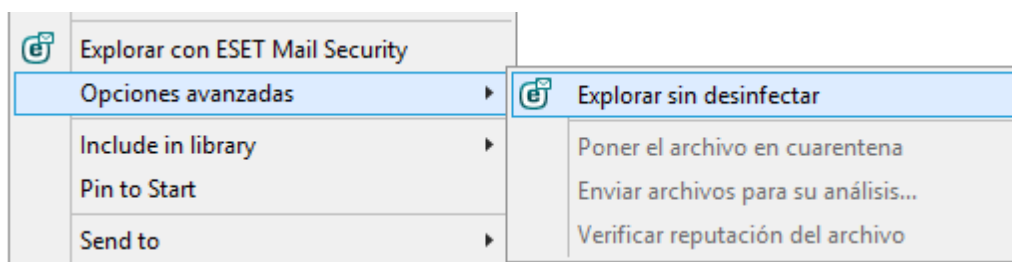 Explorar con ESET Mail Security
Opciones avanzadas
Explorar sin desinfectar
Include in library
Poner el archivo en cuarentena
Pin to Start
Enviar archivos para su análisis...
Send to
Verificar reputación del archivo